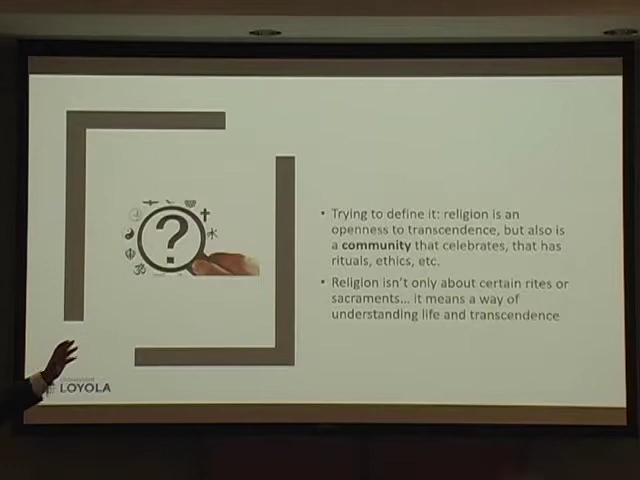 ?
• Trying to define it: religion is an
openness to transcendence, but also is
a community that celebrates, that has
rituals, ethics, etc.
• Religion isn't only about certain rites or
sacraments... it means a way of
understanding life and transcendence
LOYOLA